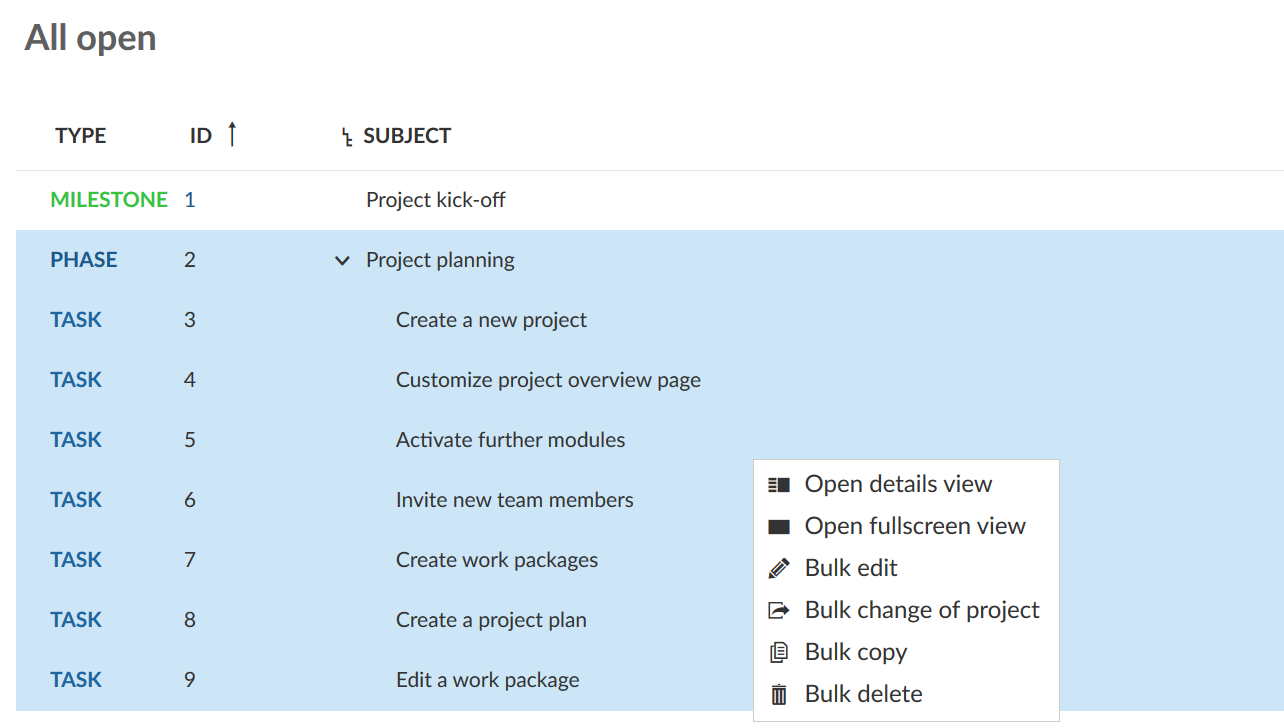 All open
TYPE ID SUBJECT
MILESTONE 1 Project kick-off
PHASE 2 Project planning
TASK 3 Create a new project
TASK 4 Customize project overview page
TASK 5 Activate further modules
TASK 6 Invite new team members
TASK 7 Create work packages
TASK 8 Create a project plan
TASK 9 Edit a work package
Open details view
Open fullscreen view
Bulk edit
Bulk change of project
Bulk copy
Bulk delete